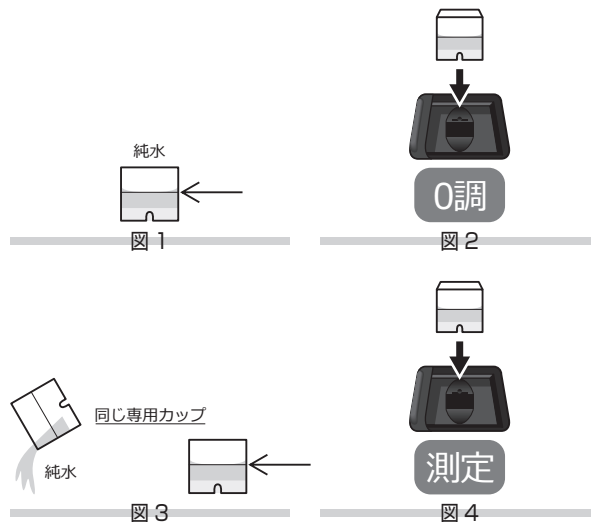 純水
0調
図 1
図 2
同じ専用カップ
純水
測定
図 3
図 4